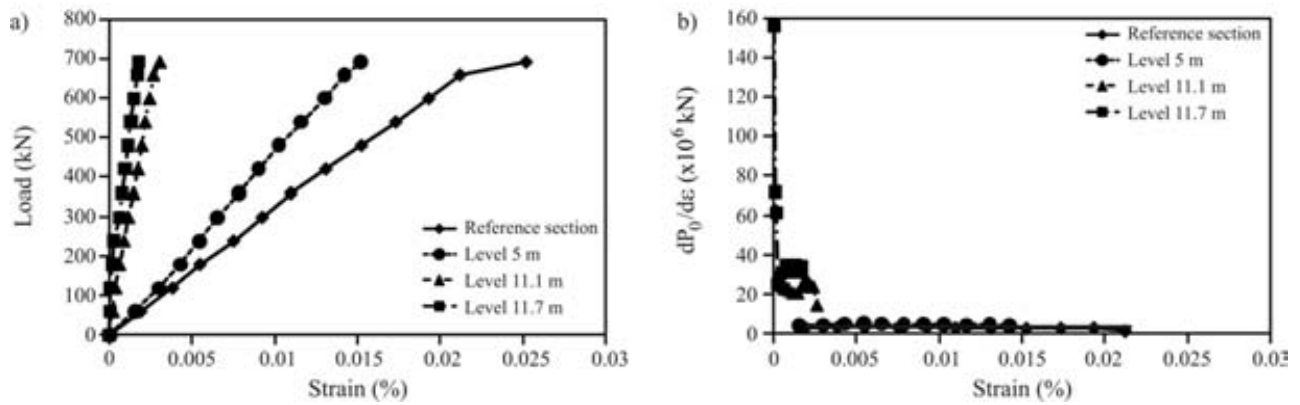 a)
800
700
600
500
400
300
200
100
0
Load (kN)
0 0.005 0.01 0.015 0.02 0.025 0.03
Strain (%)
Reference section
Level 5 m
Level 11.1 m
Level 11.7 m
b)
160
140
120
100
80
60
40
20
0
dP₀/dε (x10⁶ kN)
0 0.005 0.01 0.015 0.02 0.025 0.03
Strain (%)
Reference section
Level 5 m
Level 11.1 m
Level 11.7 m